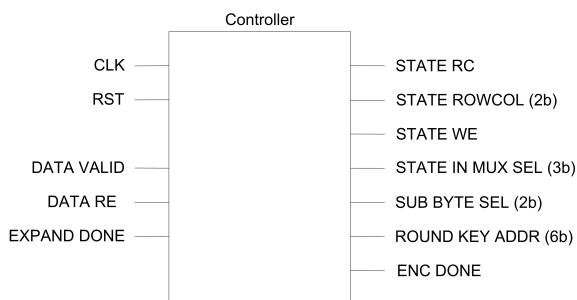 Controller
CLK
STATE RC
RST
STATE ROWCOL (2b)
STATE WE
DATA VALID
STATE IN MUX SEL (3b)
DATA RE
SUB BYTE SEL (2b)
EXPAND DONE
ROUND KEY ADDR (6b)
ENC DONE